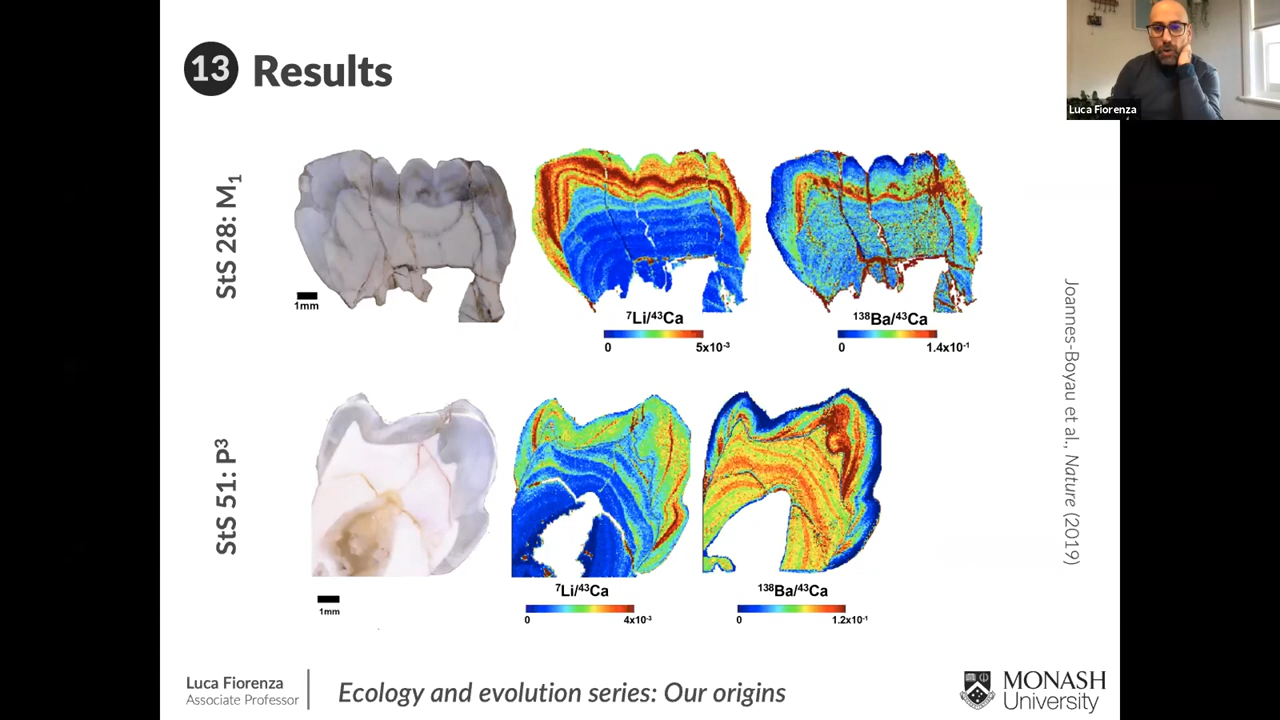 Luca Fiorenza
13 Results
StS 28: M₁
1mm
⁷Li/⁴³Ca
0 5x10⁻³
¹³⁸Ba/⁴³Ca
0 1.4x10⁻¹
Joannes-Boyau et al., Nature (2019)
StS 51: P³
1mm
⁷Li/⁴³Ca
0 4x10⁻³
¹³⁸Ba/⁴³Ca
0 1.2x10⁻¹
Luca Fiorenza
Associate Professor
Ecology and evolution series: Our origins
MONASH
University